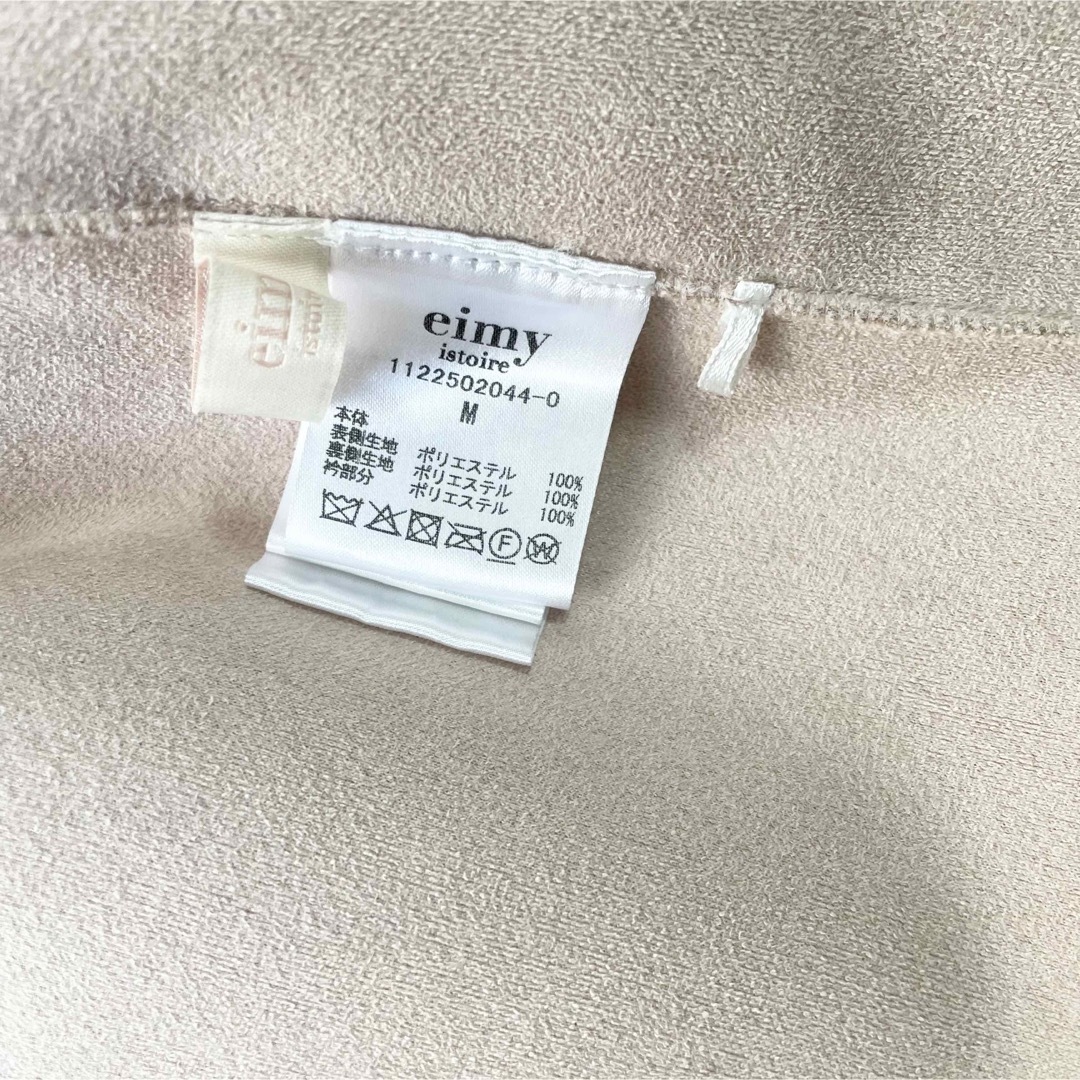 eimy
istoire
1122502044-0
M
本体
表側生地 ポリエステル 100%
裏側生地 ポリエステル 100%
衿部分 ポリエステル 100%
F
W
eim